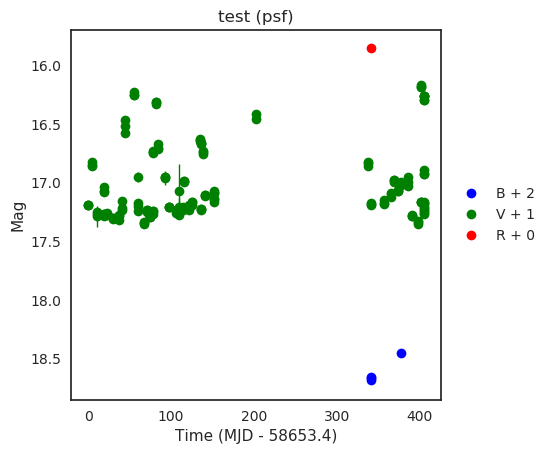 test (psf)
16.0
16.5
17.0
17.5
18.0
18.5
Mag
0
100
200
300
400
Time (MJD - 58653.4)
B + 2
V + 1
R + 0